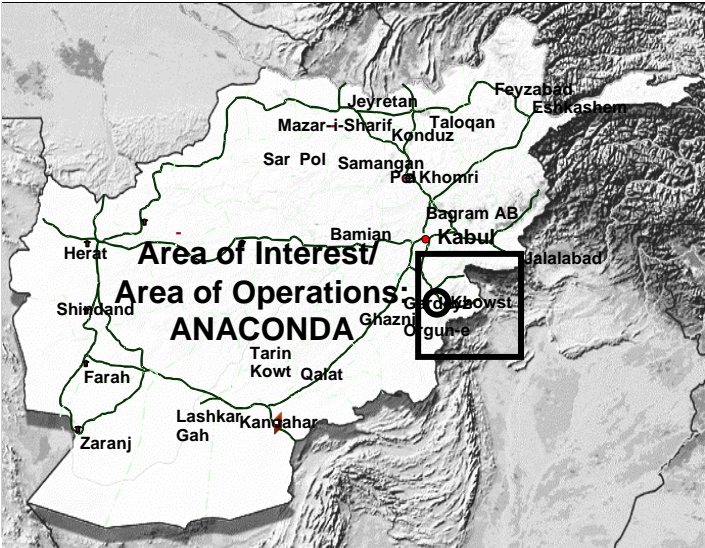 Feyzabad
Jeyretan
Eshkashem
Mazar-i-Sharif
Taloqan
Konduz
Sar Pol
Samangan
Khomri
Bagram AB
Bamian
Kabul
Herat
Area of Interest/
Jalalabad
Area of Operations:
Khowst
Shindand
Ghazni
ANACONDA
Orgun-e
Tarin
Kowt
Qalat
Farah
Lashkar
Gah
Kandahar
Zaranj